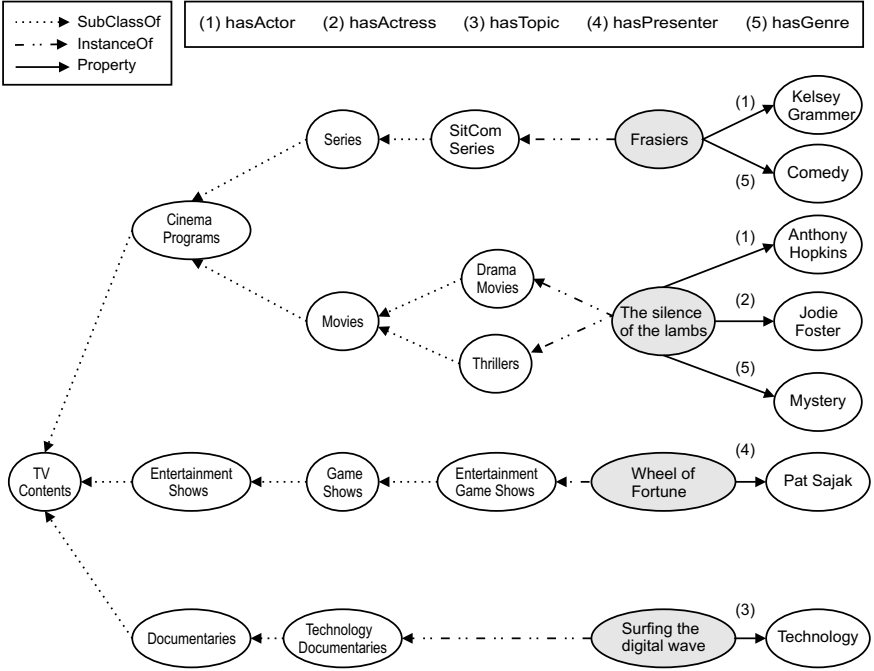 SubClassOf
InstanceOf
Property
(1) hasActor (2) hasActress (3) hasTopic (4) hasPresenter (5) hasGenre
Series
SitCom
Series
Frasiers
(1)
Kelsey
Grammer
(5)
Comedy
Cinema
Programs
Movies
Drama
Movies
Thrillers
The silence
of the lambs
(1)
Anthony
Hopkins
(2)
Jodie
Foster
(5)
Mystery
TV
Contents
Entertainment
Shows
Game
Shows
Entertainment
Game Shows
Wheel of
Fortune
(4)
Pat Sajak
Documentaries
Technology
Documentaries
Surfing the
digital wave
(3)
Technology